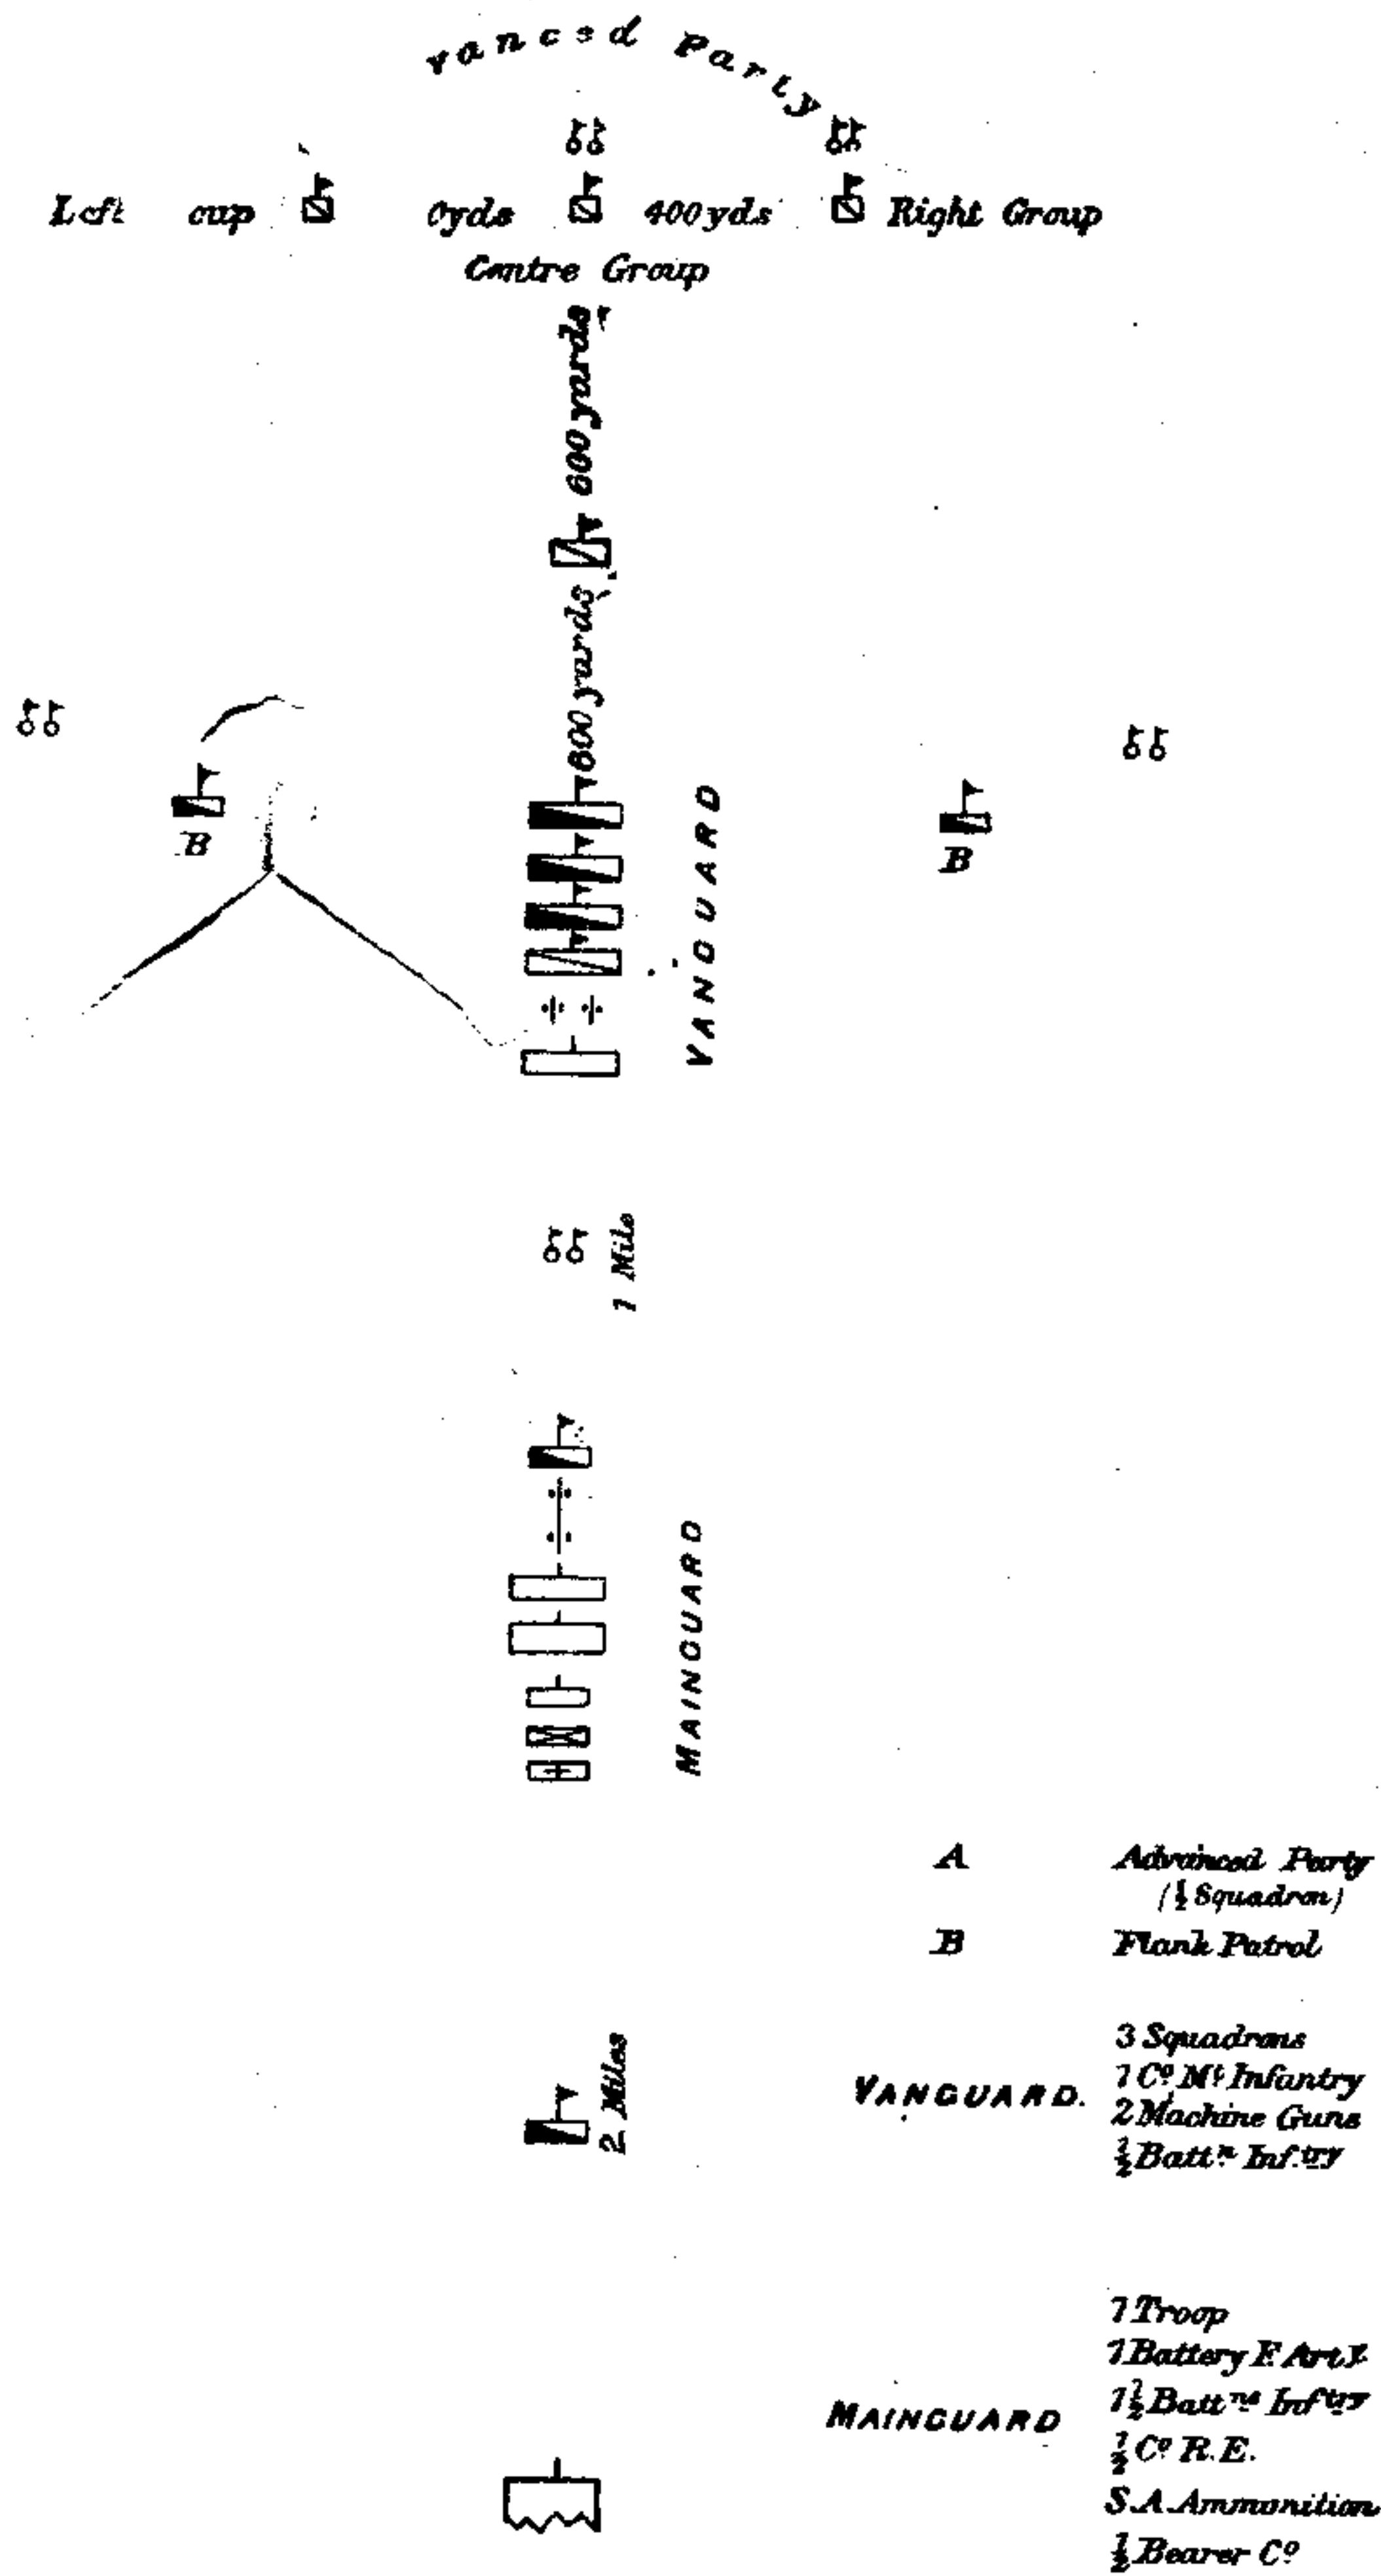 vanced Party
Left oup 0yds 400yds Right Group
Centre Group
600 yards
600 yards
B
B
VANGUARD
1 Mile
MAINGUARD
A Advanced Party
(½ Squadron)
B Flank Patrol
2 Miles
VANGUARD.
3 Squadrons
1 Co. Mt. Infantry
2 Machine Guns
½ Battn. Inf.try
MAINGUARD
1 Troop
1 Battery F. Arty.
1½ Battns. Inftry
½ Co. R.E.
S.A. Ammunition
½ Bearer Co.